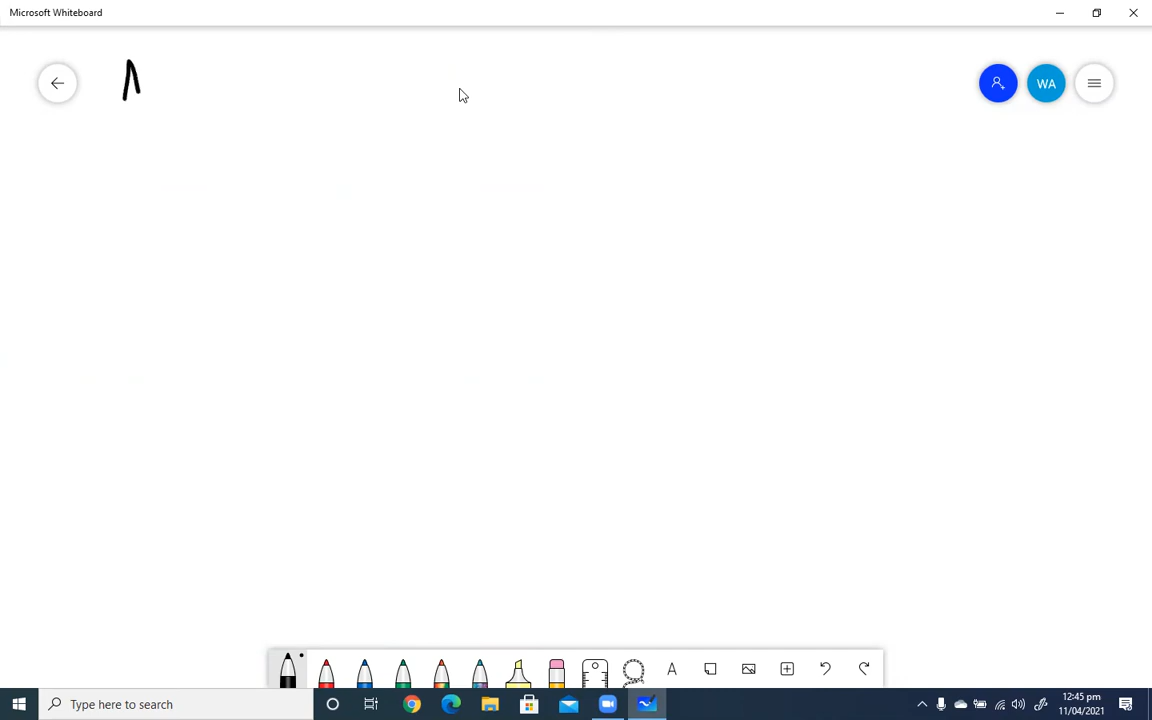 Microsoft Whiteboard
WA
A
Type here to search
12:45 pm
11/04/2021